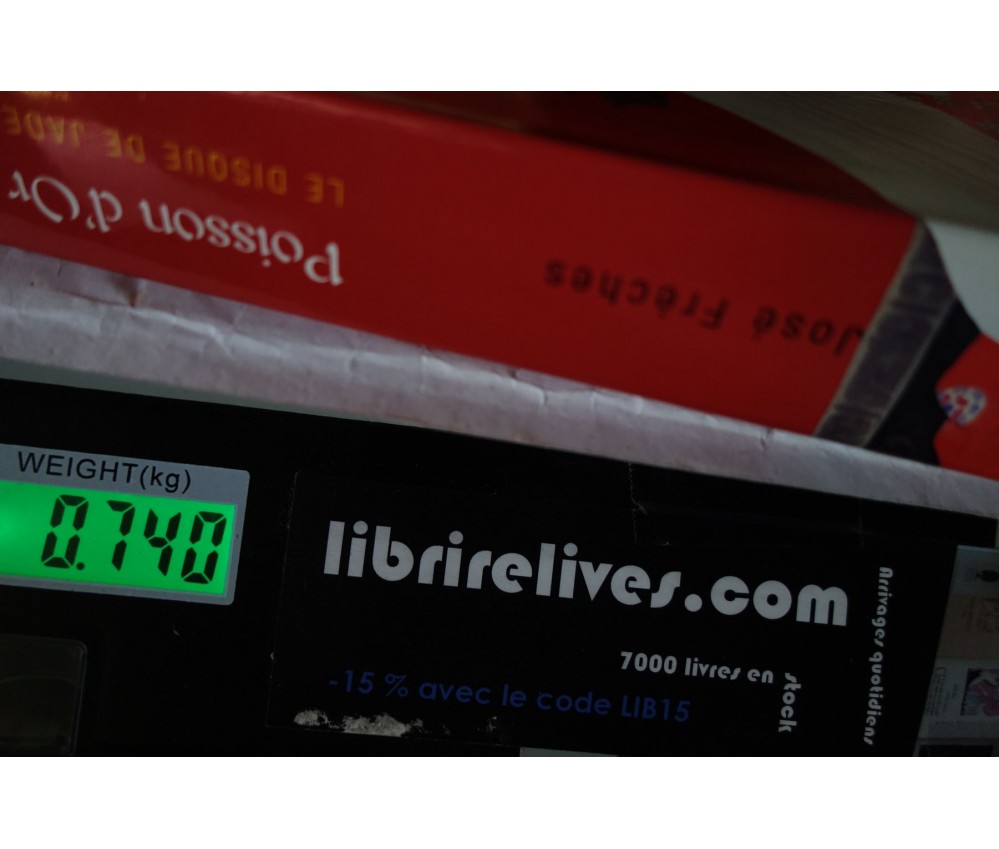 José Frèches
Poisson d'Or
LE DISQUE DE JADE
WEIGHT(kg)
0.740
librirelives.com
7000 livres en stock
-15 % avec le code LIB15
Arrivages quotidiens